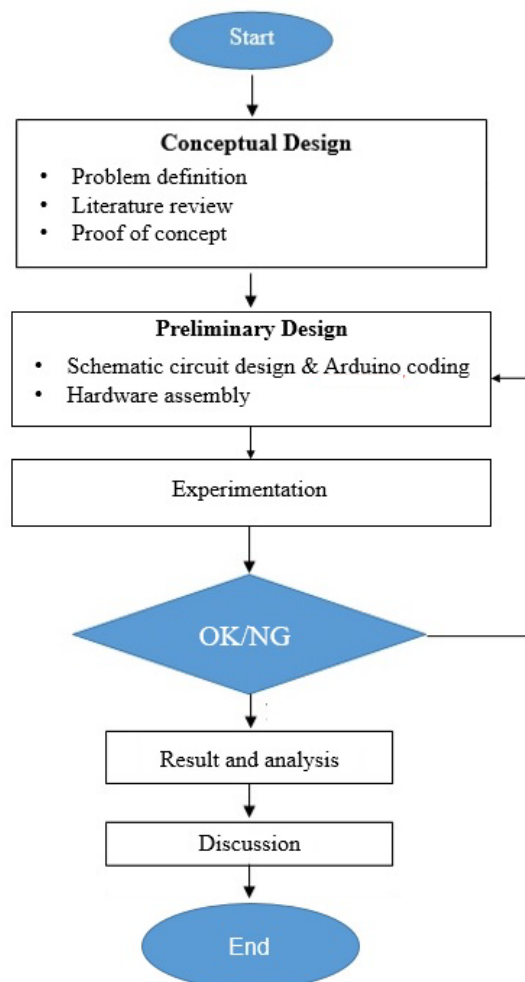 Start
Conceptual Design
• Problem definition
• Literature review
• Proof of concept
Preliminary Design
• Schematic circuit design & Arduino coding
• Hardware assembly
Experimentation
OK/NG
Result and analysis
Discussion
End